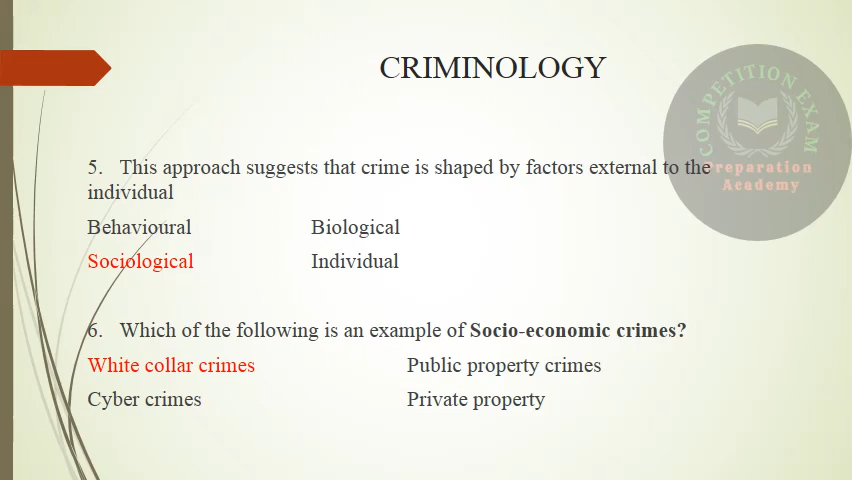 CRIMINOLOGY
COMPETITION EXAM
Preparation
Academy
5. This approach suggests that crime is shaped by factors external to the
individual
Behavioural Biological
Sociological Individual
6. Which of the following is an example of Socio-economic crimes?
White collar crimes Public property crimes
Cyber crimes Private property